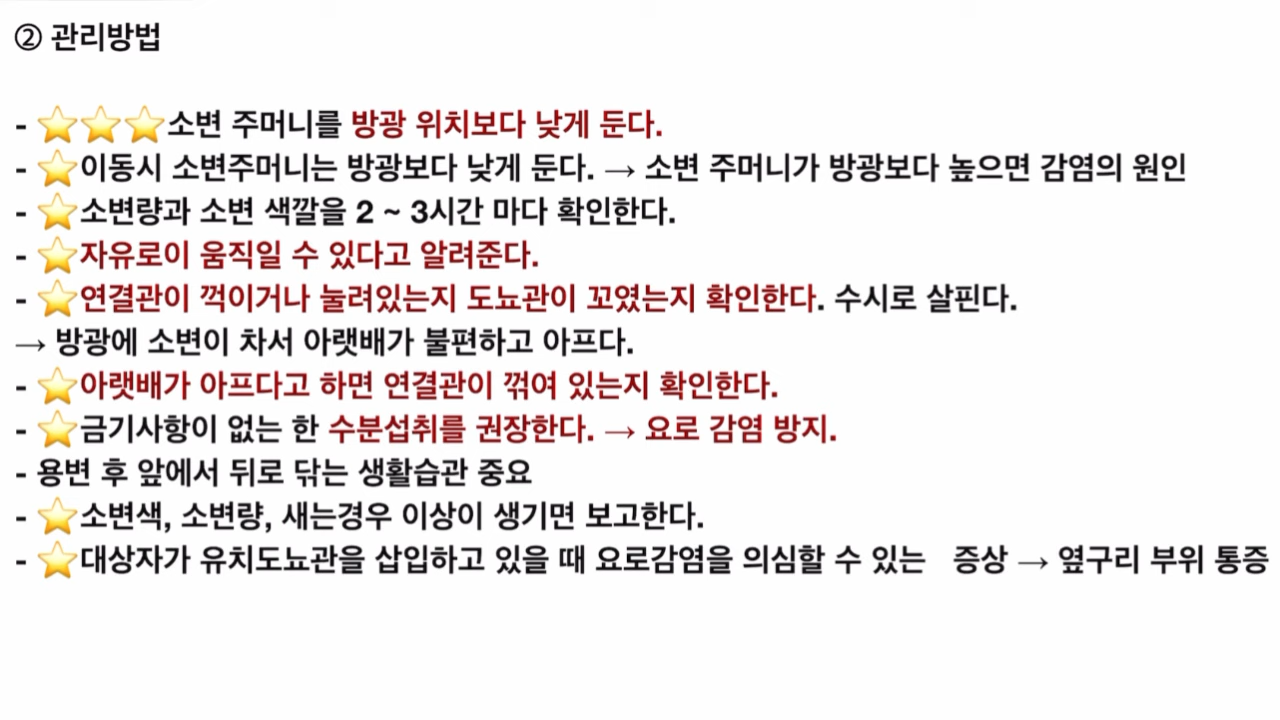 ② 관리방법
- ⭐⭐⭐소변 주머니를 방광 위치보다 낮게 둔다.
- ⭐이동시 소변주머니는 방광보다 낮게 둔다. → 소변 주머니가 방광보다 높으면 감염의 원인
- ⭐소변량과 소변 색깔을 2 ~ 3시간 마다 확인한다.
- ⭐자유로이 움직일 수 있다고 알려준다.
- ⭐연결관이 꺽이거나 눌려있는지 도뇨관이 꼬였는지 확인한다. 수시로 살핀다.
→ 방광에 소변이 차서 아랫배가 불편하고 아프다.
- ⭐아랫배가 아프다고 하면 연결관이 꺾여 있는지 확인한다.
- ⭐금기사항이 없는 한 수분섭취를 권장한다. → 요로 감염 방지.
- 용변 후 앞에서 뒤로 닦는 생활습관 중요
- ⭐소변색, 소변량, 새는경우 이상이 생기면 보고한다.
- ⭐대상자가 유치도뇨관을 삽입하고 있을 때 요로감염을 의심할 수 있는 증상 → 옆구리 부위 통증